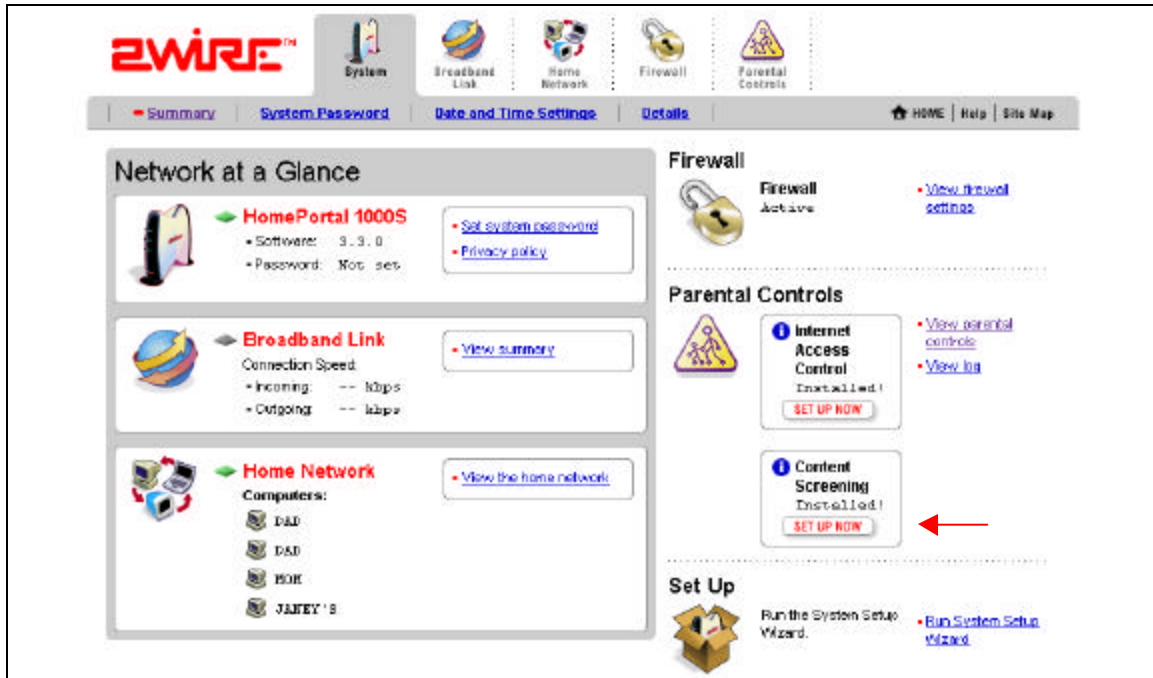 2WIRE™
System
Broadband Link
Home Network
Firewall
Parental Controls
Summary
System Password
Date and Time Settings
Details
HOME | Help | Site Map
Network at a Glance
HomePortal 1000S
Software: 3.3.0
Password: Not set
Set system password
Privacy policy
Broadband Link
Connection Speed:
Incoming: -- kbps
Outgoing: -- kbps
View summary
Home Network
Computers:
DAD
DAD
MOM
JANEY'S
View the home network
Firewall
Firewall
Active
View firewall
settings
Parental Controls
Internet
Access
Control
Installed!
SET UP NOW
View parental
controls
View log
Content
Screening
Installed!
SET UP NOW
Set Up
Run the System Setup
Wizard.
Run System Setup
Wizard